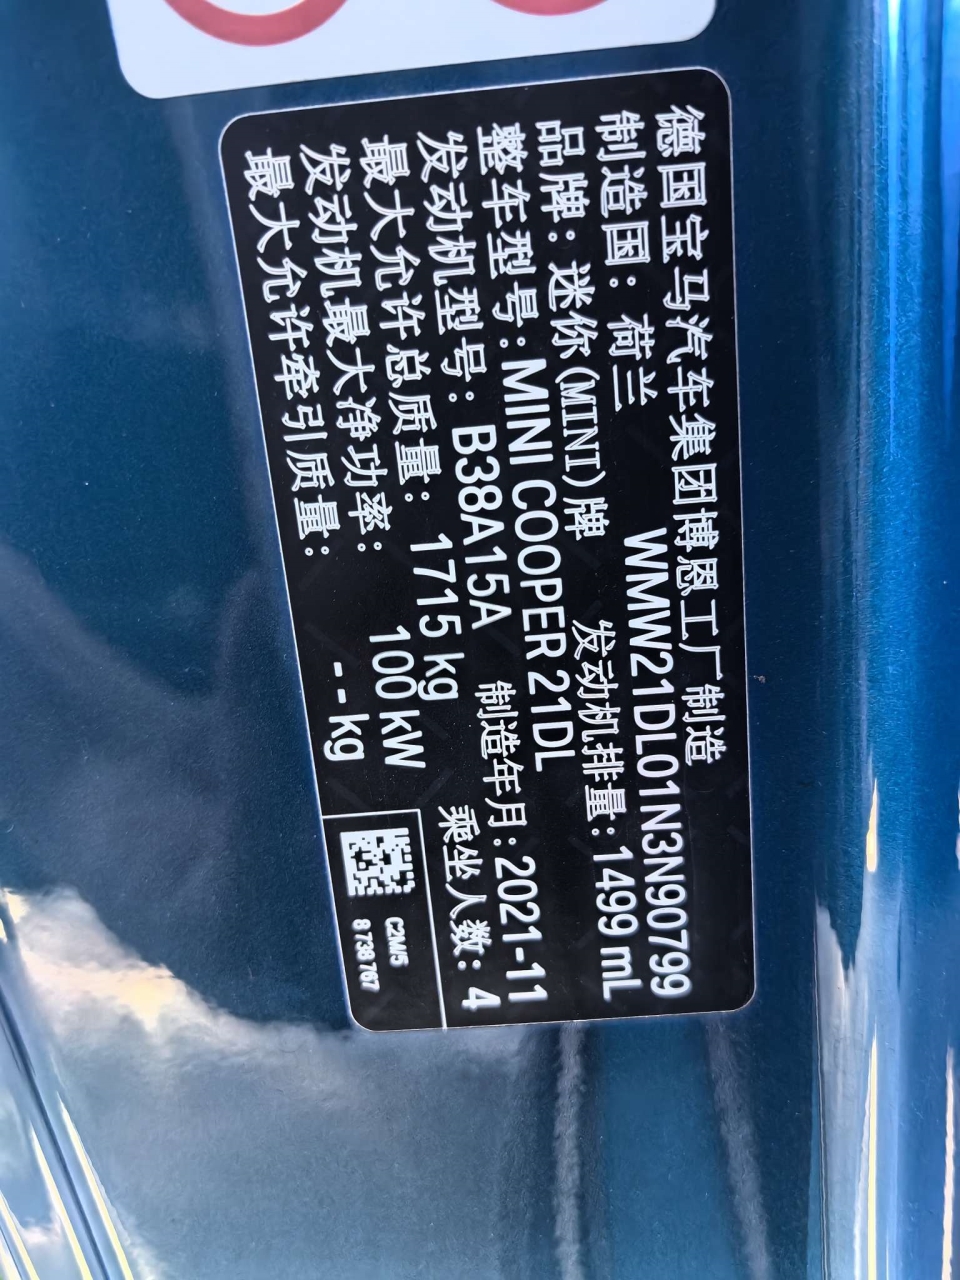 德国宝马汽车集团博恩工厂制造
制造国：荷兰 WMW21DL01N3N90799
品牌：迷你(MINI)牌 发动机排量：1499 mL
整车型号：MINI COOPER 21DL
发动机型号：B38A15A 制造年月：2021-11
最大允许总质量：1715 kg 乘坐人数：4
发动机最大净功率：100 kW
最大允许牵引质量：-- kg
C2M/5
8 738 767